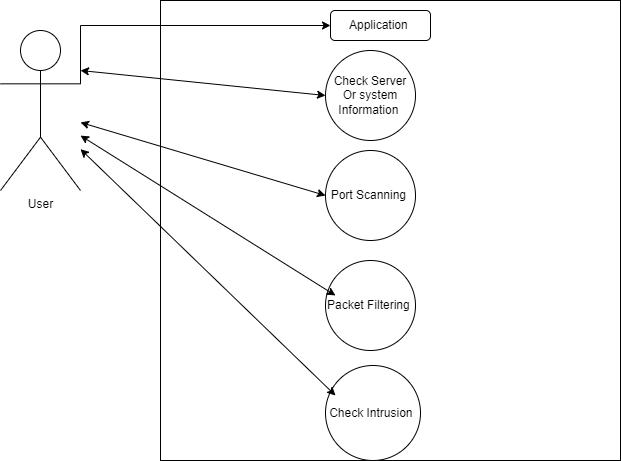 Application
Check Server
Or system
Information
Port Scanning
User
Packet Filtering
Check Intrusion